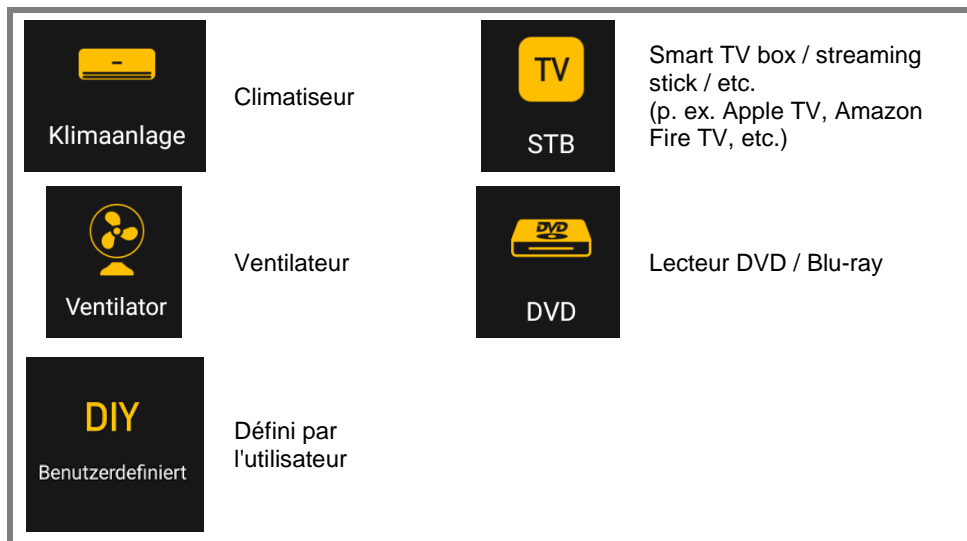 Klimaanlage
Climatiseur
TV
STB
Smart TV box / streaming
stick / etc.
(p. ex. Apple TV, Amazon
Fire TV, etc.)
Ventilator
Ventilateur
DVD
DVD
Lecteur DVD / Blu-ray
DIY
Benutzerdefiniert
Défini par
l'utilisateur